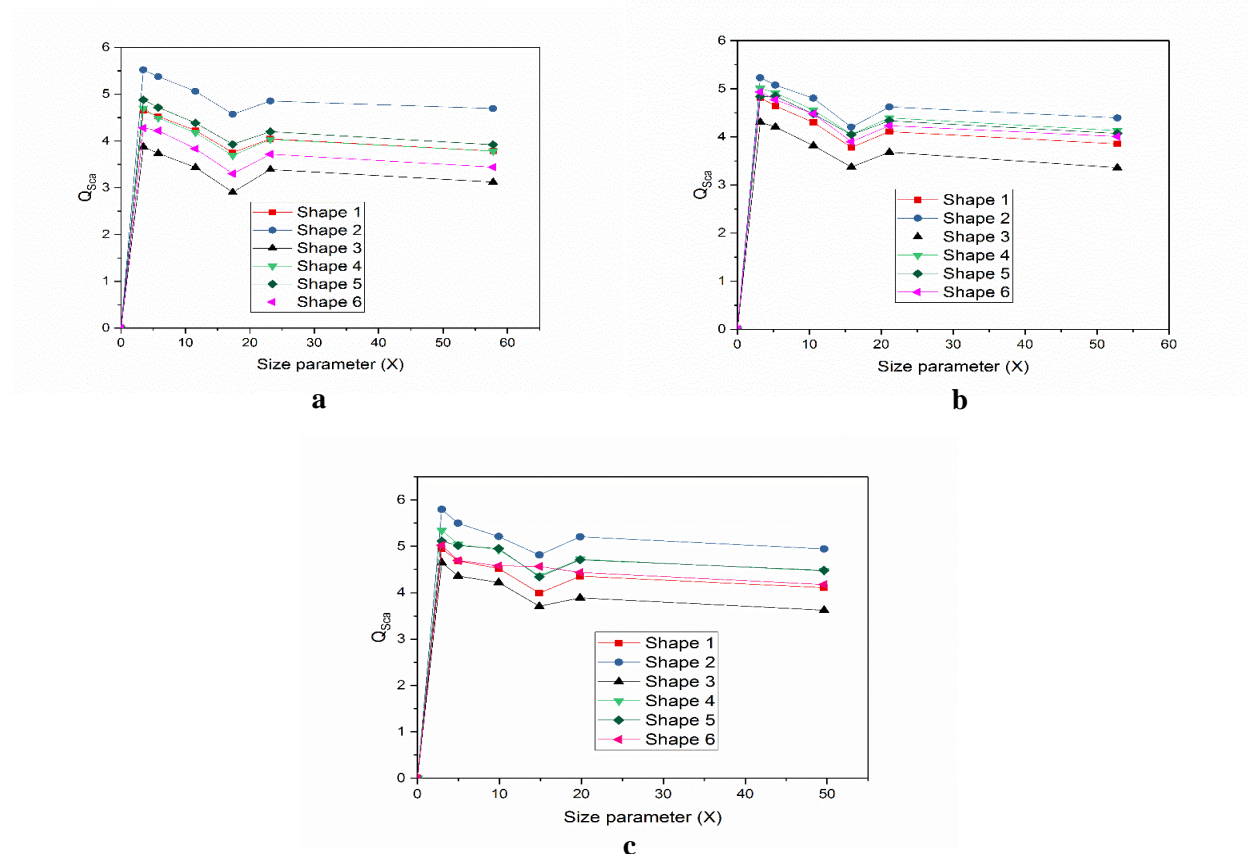 6
5
4
3
2
1
0
Q_Sca
Shape 1
Shape 2
Shape 3
Shape 4
Shape 5
Shape 6
0 10 20 30 40 50 60
Size parameter (X)
a
6
5
4
3
2
1
0
Q_Sca
Shape 1
Shape 2
Shape 3
Shape 4
Shape 5
Shape 6
0 10 20 30 40 50 60
Size parameter (X)
b
6
5
4
3
2
1
0
Q_Sca
Shape 1
Shape 2
Shape 3
Shape 4
Shape 5
Shape 6
0 10 20 30 40 50
Size parameter (X)
c